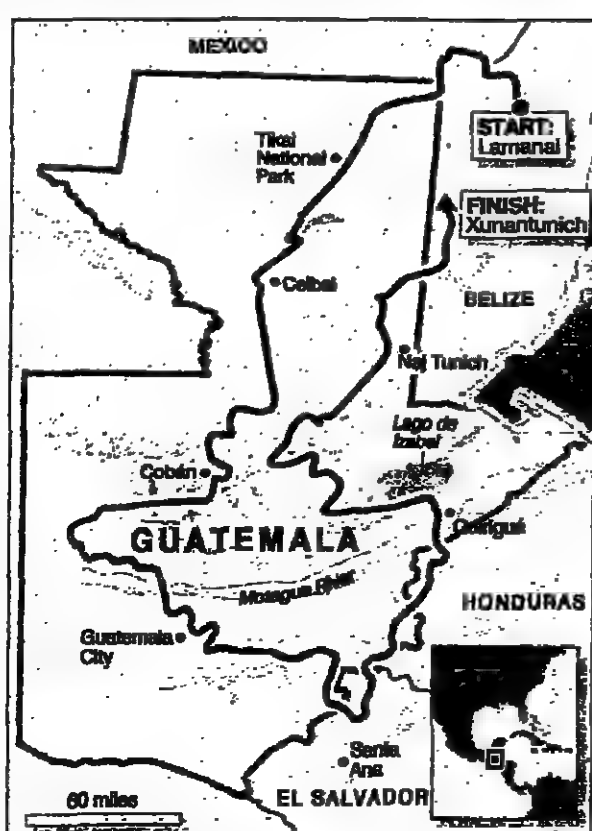 MEXICO
START:
Lamanai
Tikal
National
Park
FINISH:
Xunantunich
Ceibal
BELIZE
Naj Tunich
Lago de
Izabal
Cobán
GUATEMALA
Quiriguá
Motagua River
HONDURAS
Guatemala
City
Santa
Ana
EL SALVADOR
60 miles